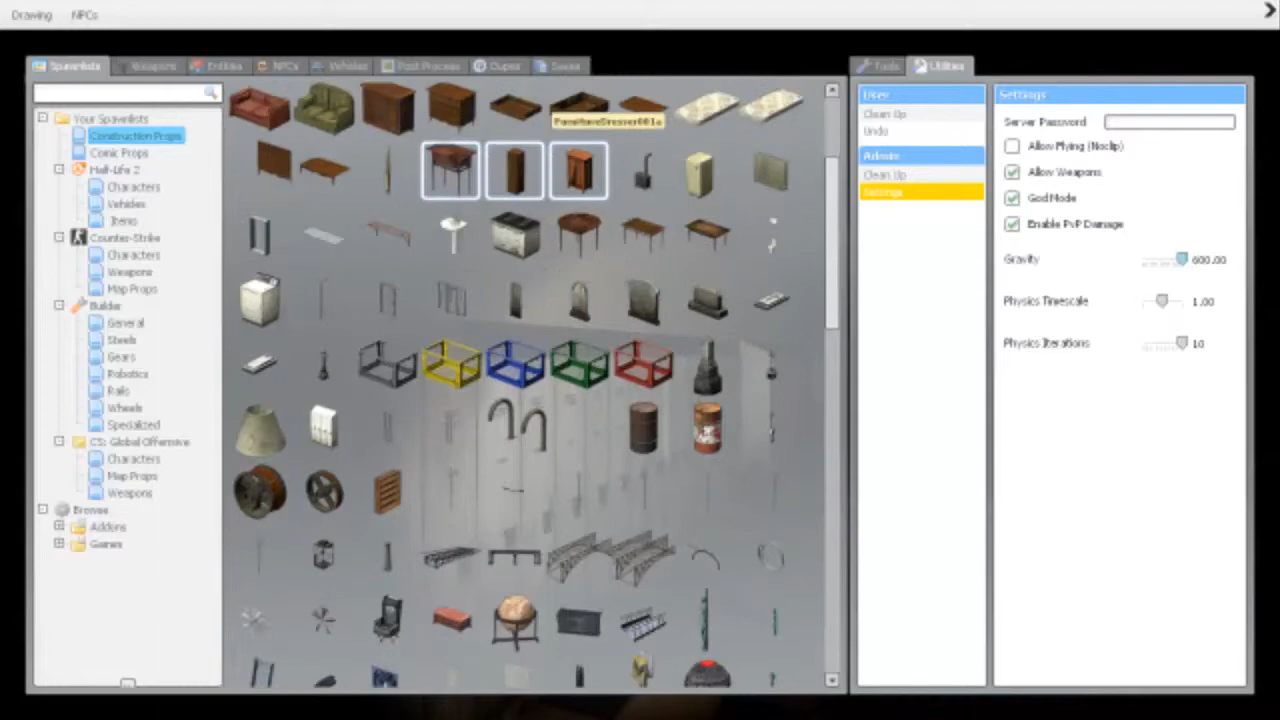 Drawing NPCs
Spawnlists Weapons Entities NPCs Vehicles Post Process Dupes Saves
Your Spawnlists
Construction Props
Comic Props
Half-Life 2
Characters
Vehicles
Items
Counter-Strike
Characters
Weapons
Map Props
Builder
General
Steels
Gears
Robotics
Rails
Wheels
Specialized
CS: Global Offensive
Characters
Map Props
Weapons
Browse
Addons
Games
FurnitureDresser001a
Tools Utilities
User
Clean Up
Undo
Admin
Clean Up
Settings
Settings
Server Password
Allow Flying (Noclip)
Allow Weapons
God Mode
Enable PvP Damage
Gravity 600.00
Physics Timescale 1.00
Physics Iterations 10